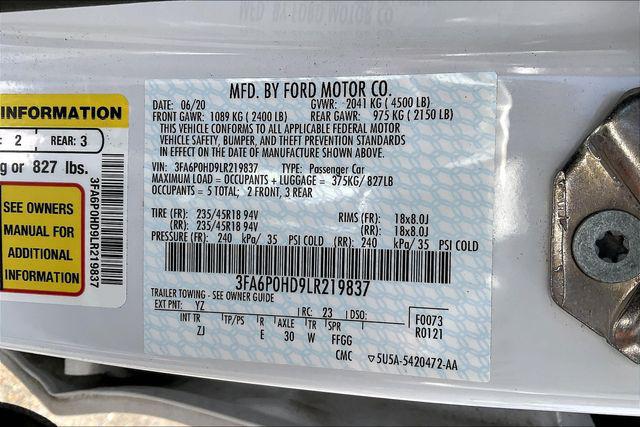 MFD. BY FORD MOTOR CO.
DATE: 06/20 GVWR: 2041 KG (4500 LB)
FRONT GAWR: 1089 KG (2400 LB) REAR GAWR: 975 KG (2150 LB)
THIS VEHICLE CONFORMS TO ALL APPLICABLE FEDERAL MOTOR
VEHICLE SAFETY, BUMPER, AND THEFT PREVENTION STANDARDS
IN EFFECT ON THE DATE OF MANUFACTURE SHOWN ABOVE.
VIN: 3FA6P0HD9LR219837 TYPE: Passenger Car
MAXIMUM LOAD = OCCUPANTS + LUGGAGE = 375KG/827LB
OCCUPANTS = 5 TOTAL; 2 FRONT, 3 REAR
TIRE (FR): 235/45R18 94V RIMS (FR): 18x8.0J
(RR): 235/45R18 94V (RR): 18x8.0J
PRESSURE (FR): 240 kPa/ 35 PSI COLD (RR): 240 kPa/ 35 PSI COLD
3FA6P0HD9LR219837
TRAILER TOWING - SEE OWNER GUIDE
EXT PNT: YZ RC: 23 DSO: F0073
INT TR TP/PS R AXLE TR SPR R0121
ZJ E 30 W FFGG
CMC 5U5A-5420472-AA
INFORMATION
: 2 REAR: 3
g or 827 lbs.
SEE OWNERS
MANUAL FOR
ADDITIONAL
INFORMATION
3FA6P0HD9LR219837